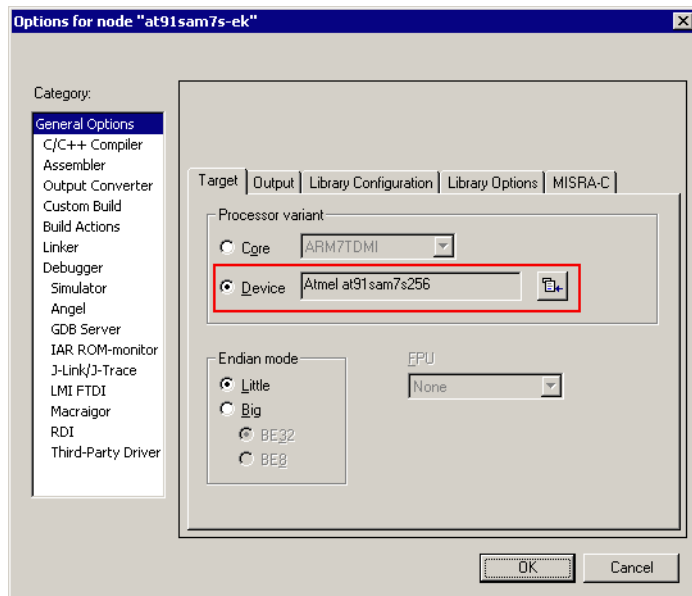 Options for node "at91sam7s-ek"
Category:
General Options
C/C++ Compiler
Assembler
Output Converter
Custom Build
Build Actions
Linker
Debugger
Simulator
Angel
GDB Server
IAR ROM-monitor
J-Link/J-Trace
LMI FTDI
Macraigor
RDI
Third-Party Driver
Target Output Library Configuration Library Options MISRA-C
Processor variant
Core ARM7TDMI
Device Atmel at91sam7s256
Endian mode
Little
Big
BE32
BE8
FPU
None
OK Cancel